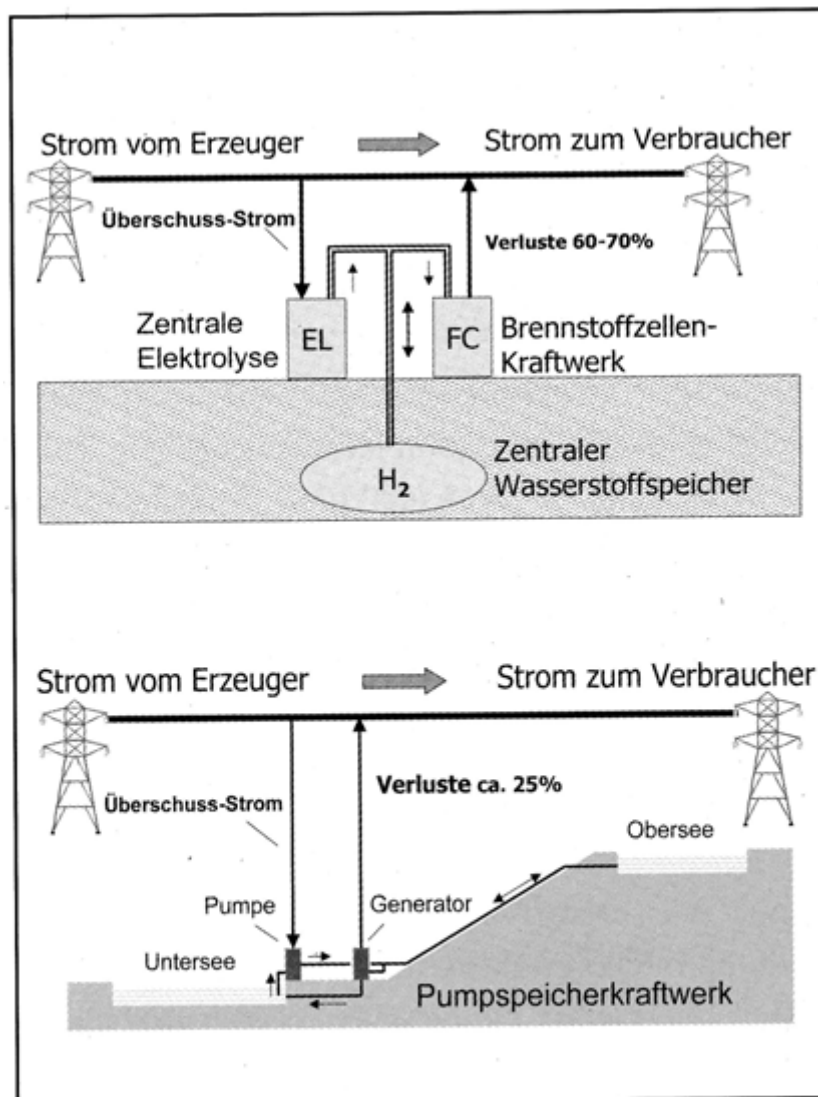 Strom vom Erzeuger
Strom zum Verbraucher
Überschuss-Strom
Verluste 60-70%
Zentrale
Elektrolyse
EL
FC
Brennstoffzellen-
Kraftwerk
H₂
Zentraler
Wasserstoffspeicher
Strom vom Erzeuger
Strom zum Verbraucher
Überschuss-Strom
Verluste ca. 25%
Obersee
Pumpe
Generator
Untersee
Pumpspeicherkraftwerk